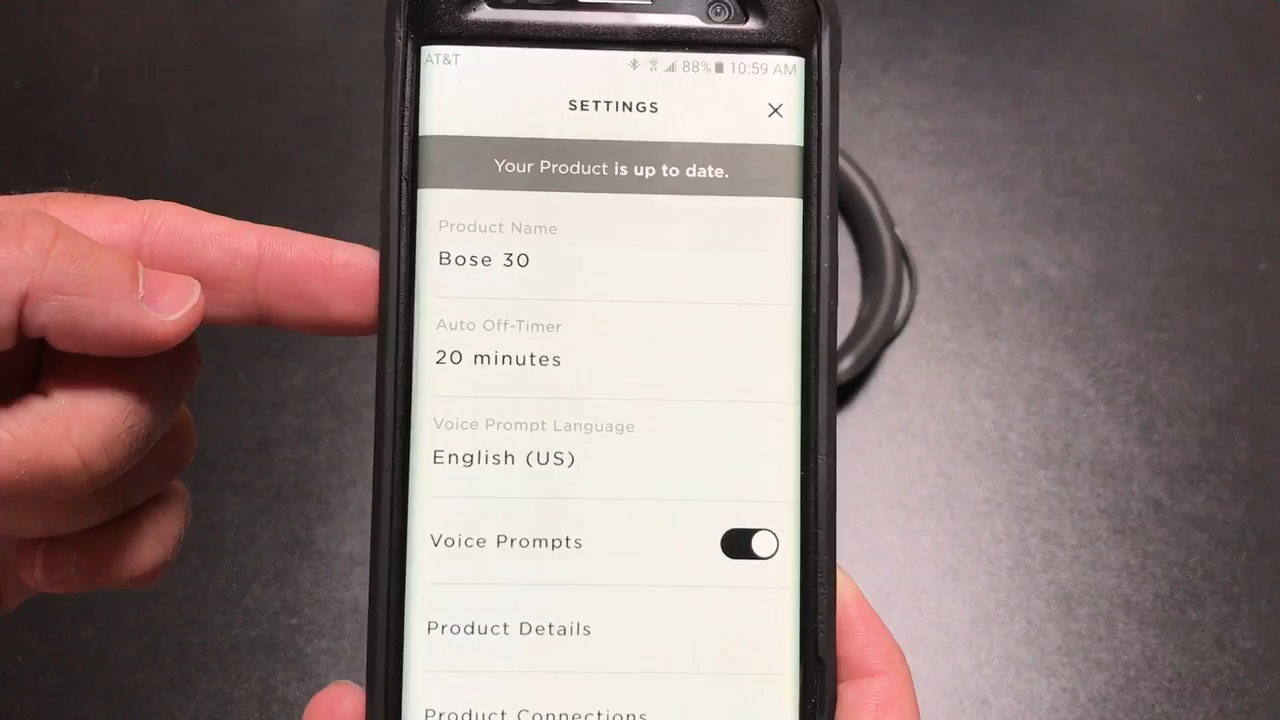 AT&T 88% 10:59 AM
SETTINGS
Your Product is up to date.
Product Name
Bose 30
Auto Off-Timer
20 minutes
Voice Prompt Language
English (US)
Voice Prompts
Product Details
Product Connections